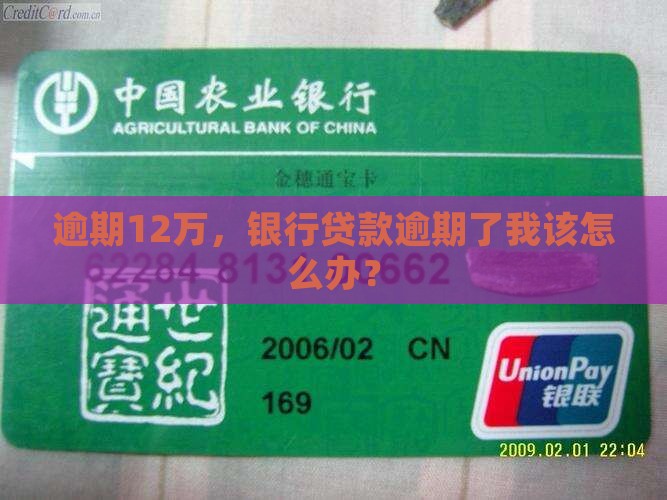 CreditCard.com.cn
中国农业银行
AGRICULTURAL BANK OF CHINA
金穗通宝卡
逾期12万，银行贷款逾期了我该怎
么办？
世紀
通寶
2006/02 CN
169
UnionPay
银联
2009.02.01 22:04